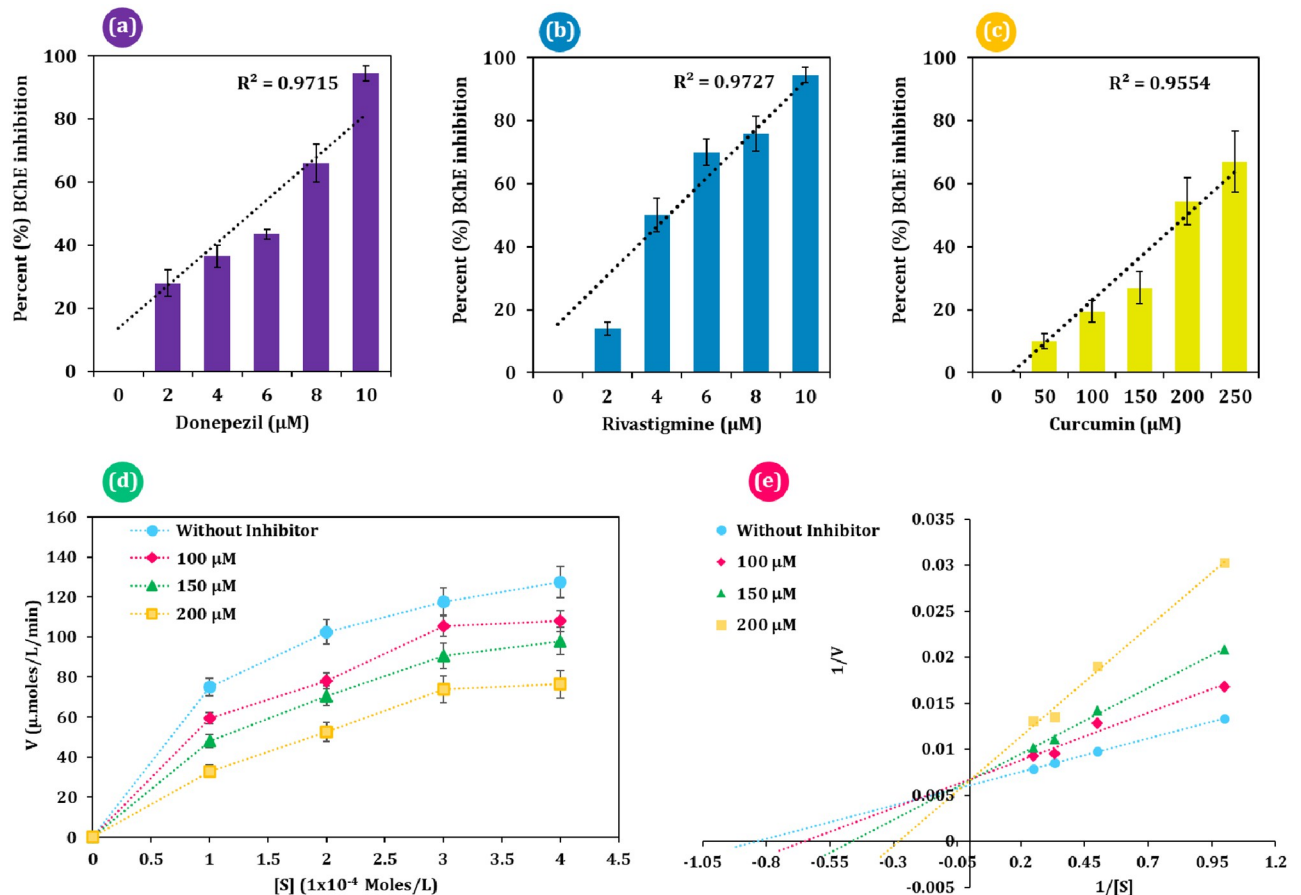 (a)
R² = 0.9715
Percent (%) BChE inhibition
100
80
60
40
20
0
0 2 4 6 8 10
Donepezil (µM)
(b)
R² = 0.9727
Percent (%) BChE inhibition
100
80
60
40
20
0
0 2 4 6 8 10
Rivastigmine (µM)
(c)
R² = 0.9554
Percent (%) BChE inhibition
100
80
60
40
20
0
0 50 100 150 200 250
Curcumin (µM)
(d)
Without Inhibitor
100 µM
150 µM
200 µM
V (µmoles/L/min)
160
140
120
100
80
60
40
20
0
0 0.5 1 1.5 2 2.5 3 3.5 4 4.5
[S] (1x10⁻⁴ Moles/L)
(e)
Without Inhibitor
100 µM
150 µM
200 µM
1/V
0.035
0.03
0.025
0.02
0.015
0.01
0.005
0
-0.005
-1.05 -0.8 -0.55 -0.3 -0.05 0.2 0.45 0.7 0.95 1.2
1/[S]